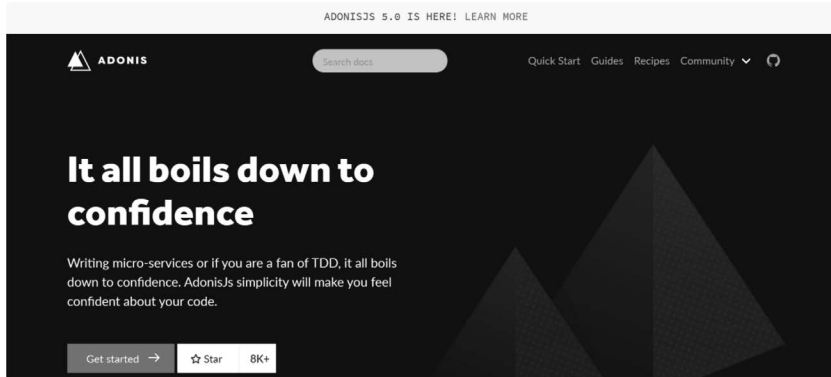 ADONISJS 5.0 IS HERE! LEARN MORE
ADONIS
Search docs
Quick Start Guides Recipes Community
It all boils down to
confidence
Writing micro-services or if you are a fan of TDD, it all boils
down to confidence. AdonisJs simplicity will make you feel
confident about your code.
Get started → Star 8K+